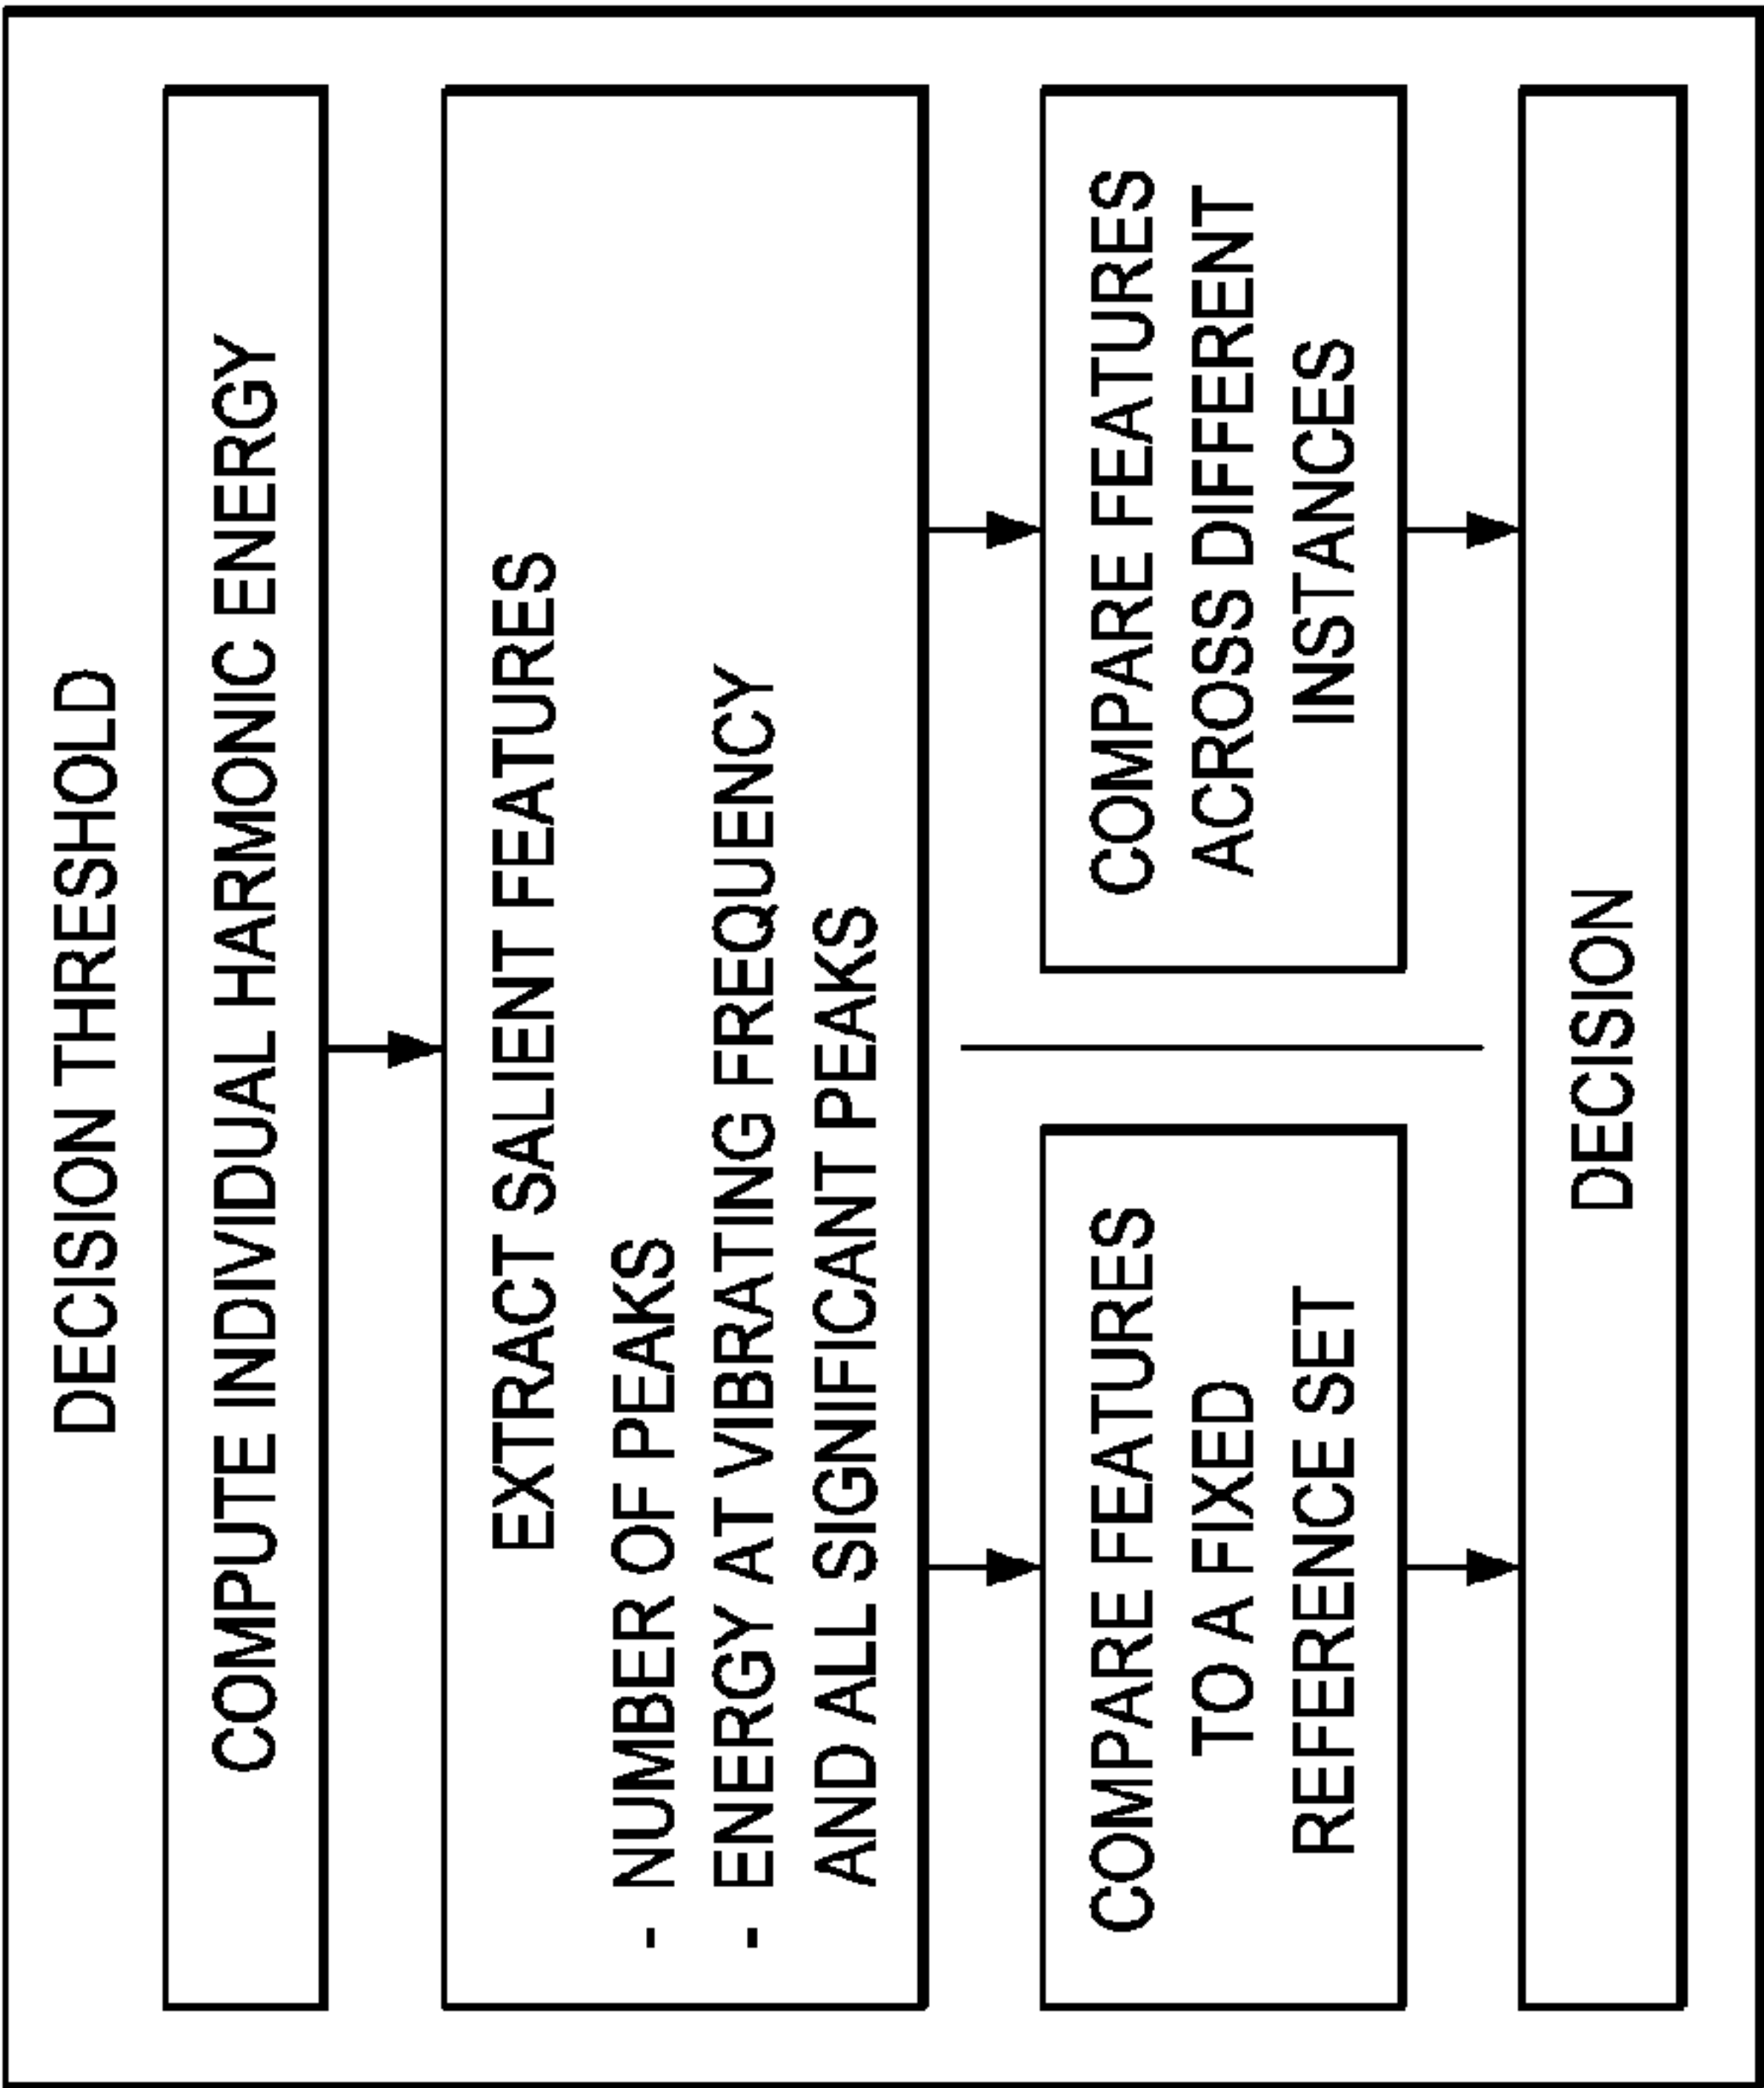 DECISION THRESHOLD
COMPUTE INDIVIDUAL HARMONIC ENERGY
EXTRACT SALIENT FEATURES
- NUMBER OF PEAKS
- ENERGY AT VIBRATING FREQUENCY
AND ALL SIGNIFICANT PEAKS
COMPARE FEATURES
TO A FIXED
REFERENCE SET
COMPARE FEATURES
ACROSS DIFFERENT
INSTANCES
DECISION